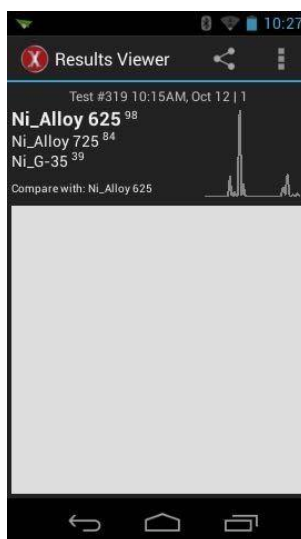 10:27
X Results Viewer
Test #319 10:15AM, Oct 12 | 1
Ni_Alloy 625 98
Ni_Alloy 725 84
Ni_G-35 39
Compare with: Ni_Alloy 625